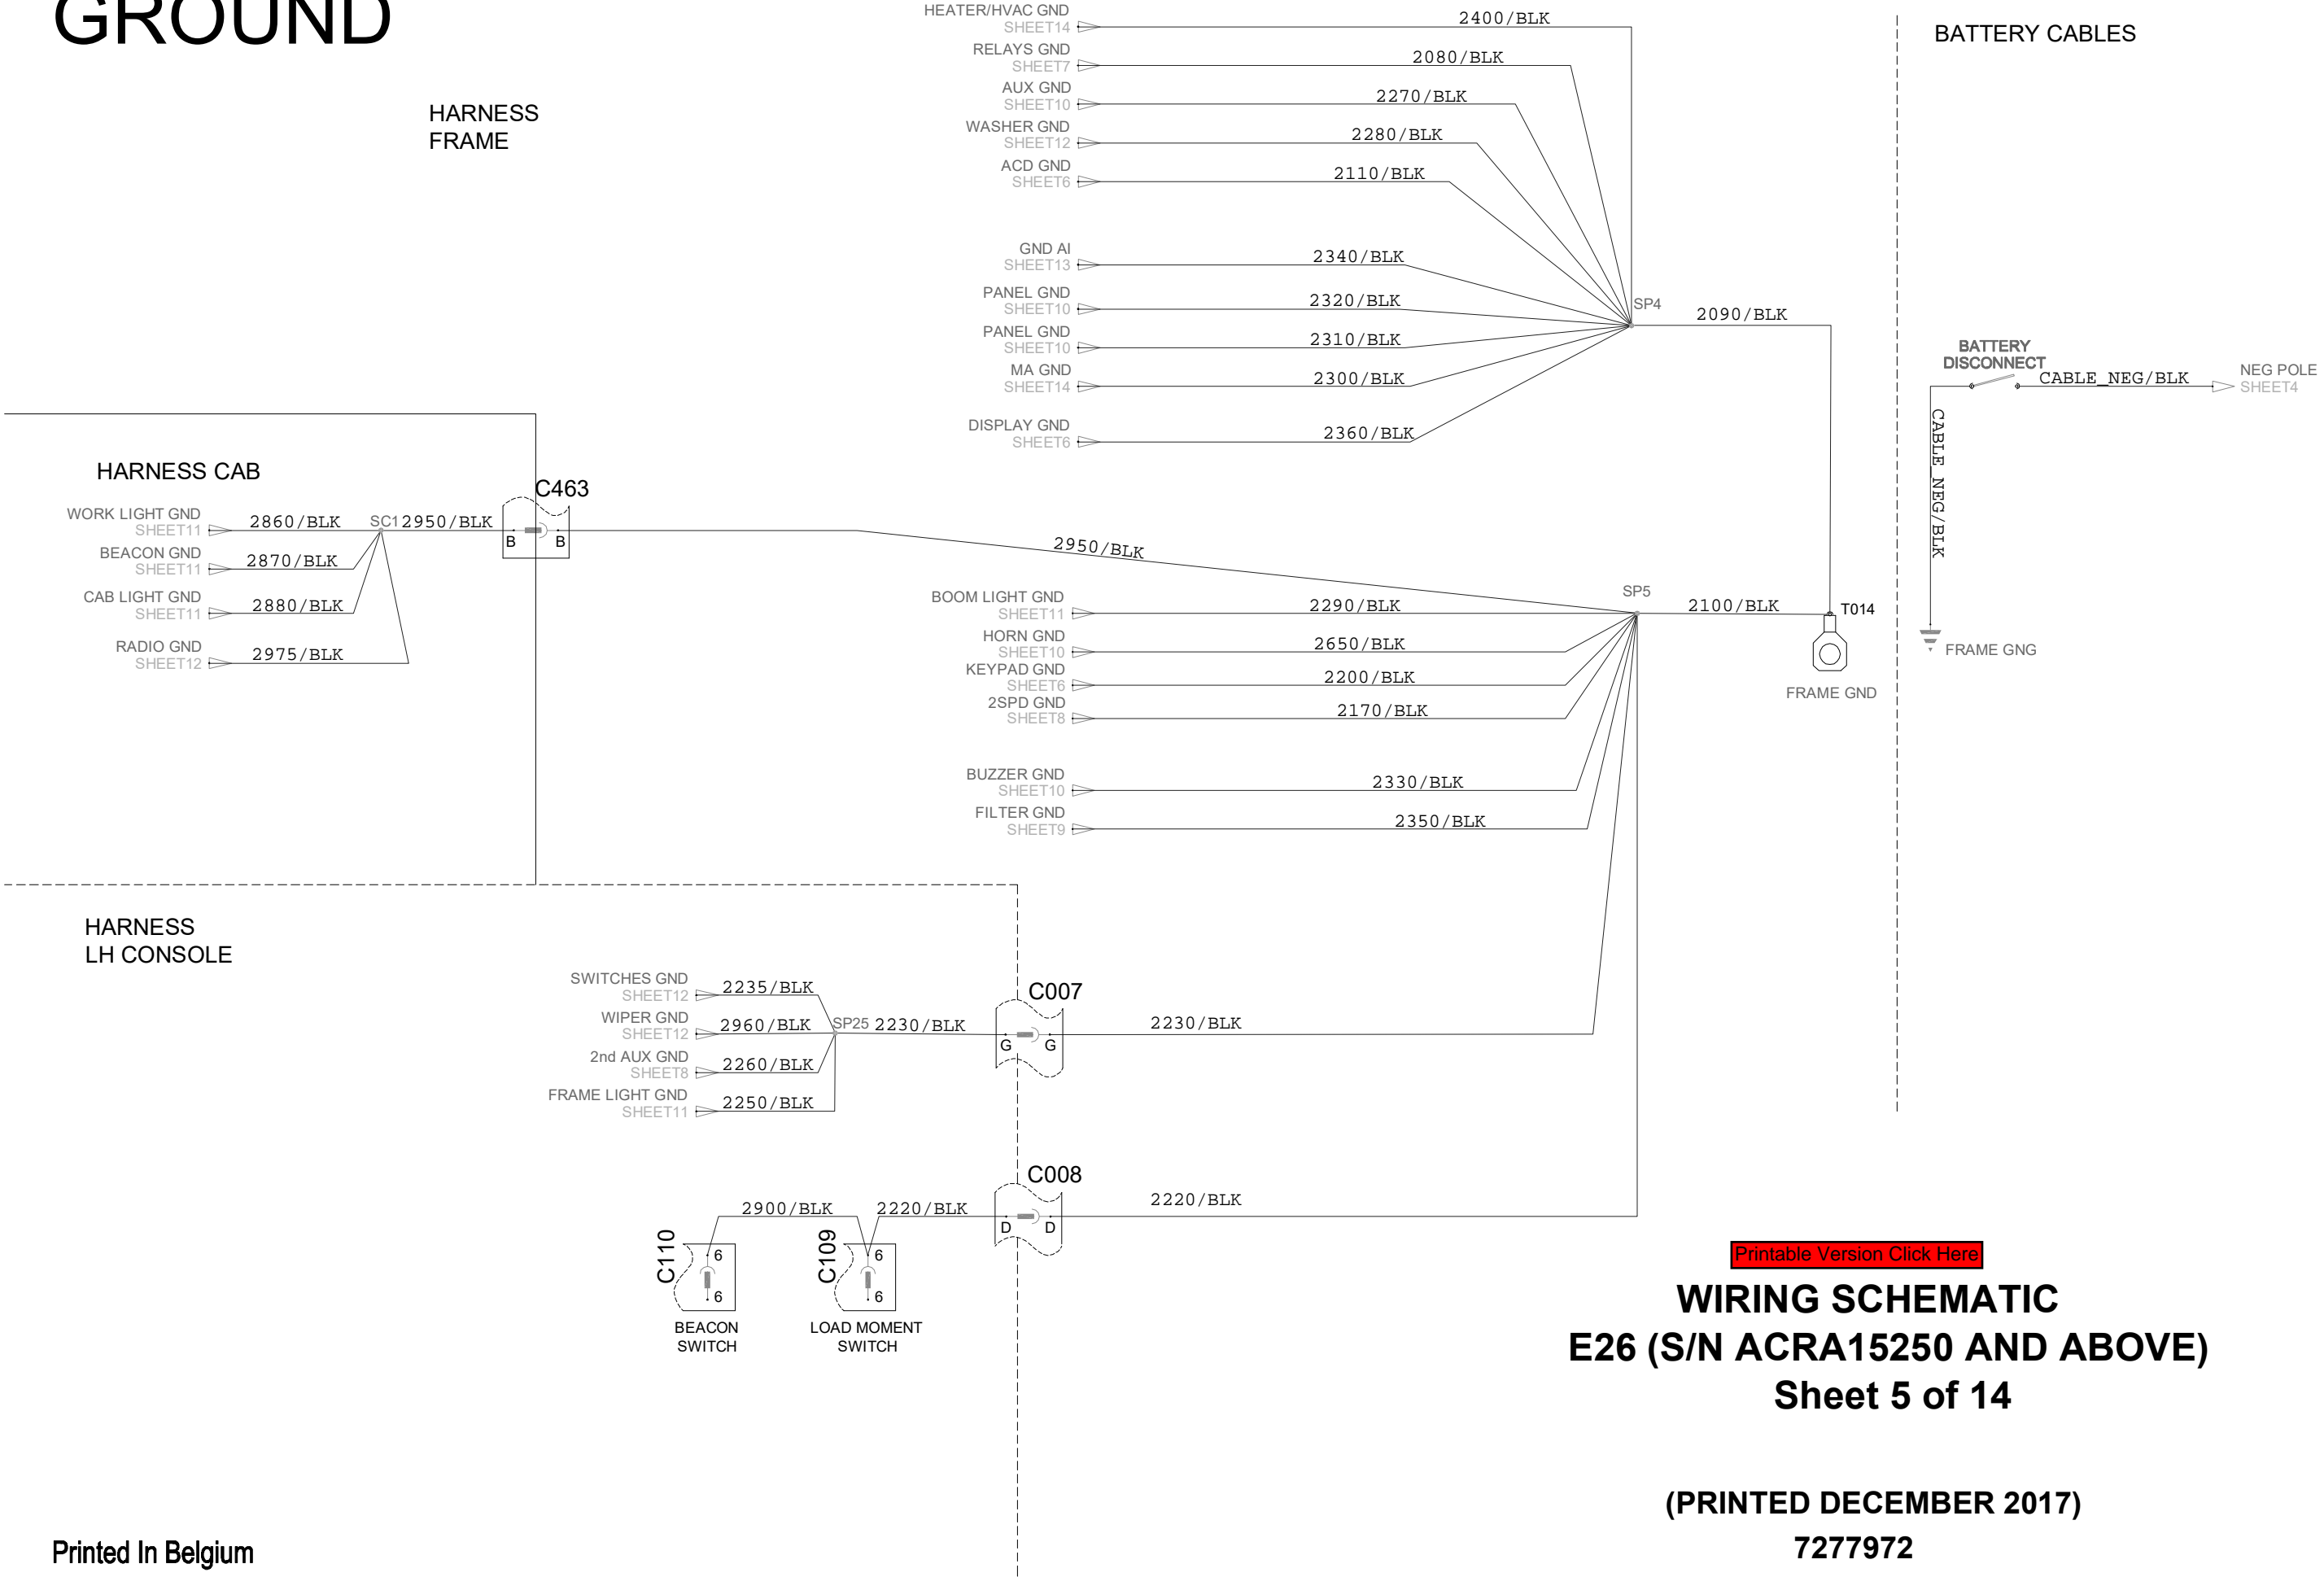 GROUND
HARNESS
FRAME
HEATER/HVAC GND
SHEET14
2400/BLK
RELAYS GND
SHEET7
2080/BLK
AUX GND
SHEET10
2270/BLK
WASHER GND
SHEET12
2280/BLK
ACD GND
SHEET6
2110/BLK
GND AI
SHEET13
2340/BLK
PANEL GND
SHEET10
2320/BLK
PANEL GND
SHEET10
2310/BLK
MA GND
SHEET14
2300/BLK
DISPLAY GND
SHEET6
2360/BLK
SP4
2090/BLK
BATTERY CABLES
BATTERY
DISCONNECT
CABLE_NEG/BLK
NEG POLE
SHEET4
CABLE_NEG/BLK
FRAME GNG
HARNESS CAB
WORK LIGHT GND
SHEET11
2860/BLK
SC1
2950/BLK
C463
B
B
BEACON GND
SHEET11
2870/BLK
CAB LIGHT GND
SHEET11
2880/BLK
RADIO GND
SHEET12
2975/BLK
2950/BLK
BOOM LIGHT GND
SHEET11
2290/BLK
SP5
2100/BLK
T014
FRAME GND
HORN GND
SHEET10
2650/BLK
KEYPAD GND
SHEET6
2200/BLK
2SPD GND
SHEET8
2170/BLK
BUZZER GND
SHEET10
2330/BLK
FILTER GND
SHEET9
2350/BLK
HARNESS
LH CONSOLE
SWITCHES GND
SHEET12
2235/BLK
WIPER GND
SHEET12
2960/BLK
SP25
2230/BLK
C007
G
G
2230/BLK
2nd AUX GND
SHEET8
2260/BLK
FRAME LIGHT GND
SHEET11
2250/BLK
C008
D
D
2220/BLK
2900/BLK
2220/BLK
C110
6
6
BEACON
SWITCH
C109
6
6
LOAD MOMENT
SWITCH
Printable Version Click Here
WIRING SCHEMATIC
E26 (S/N ACRA15250 AND ABOVE)
Sheet 5 of 14
(PRINTED DECEMBER 2017)
7277972
Printed In Belgium